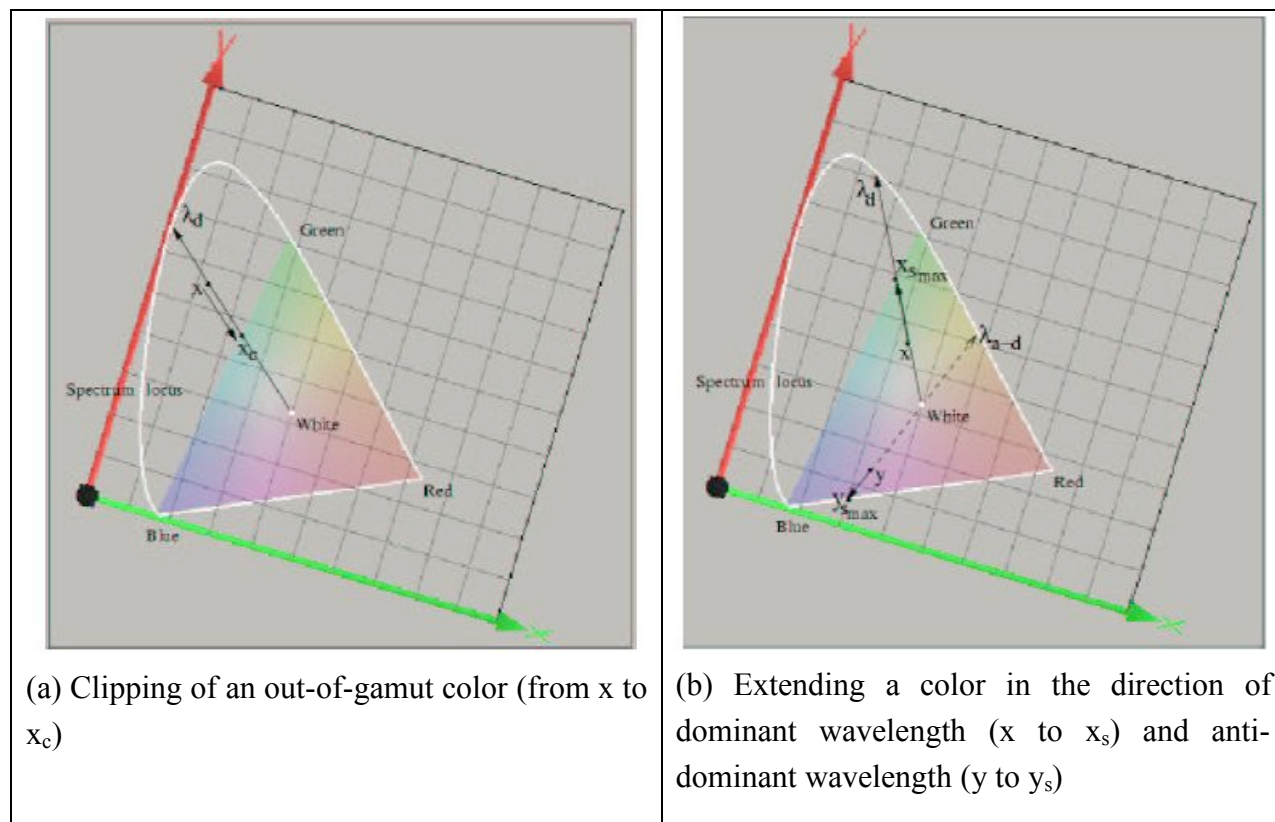 Y
λd
Green
x
xc
Spectrum locus
White
Red
Blue
X
(a) Clipping of an out-of-gamut color (from x to
xc)
Y
λd
Green
xsmax
λa-d
x
Spectrum locus
White
y
Red
ysmax
Blue
X
(b) Extending a color in the direction of
dominant wavelength (x to xs) and anti-
dominant wavelength (y to ys)